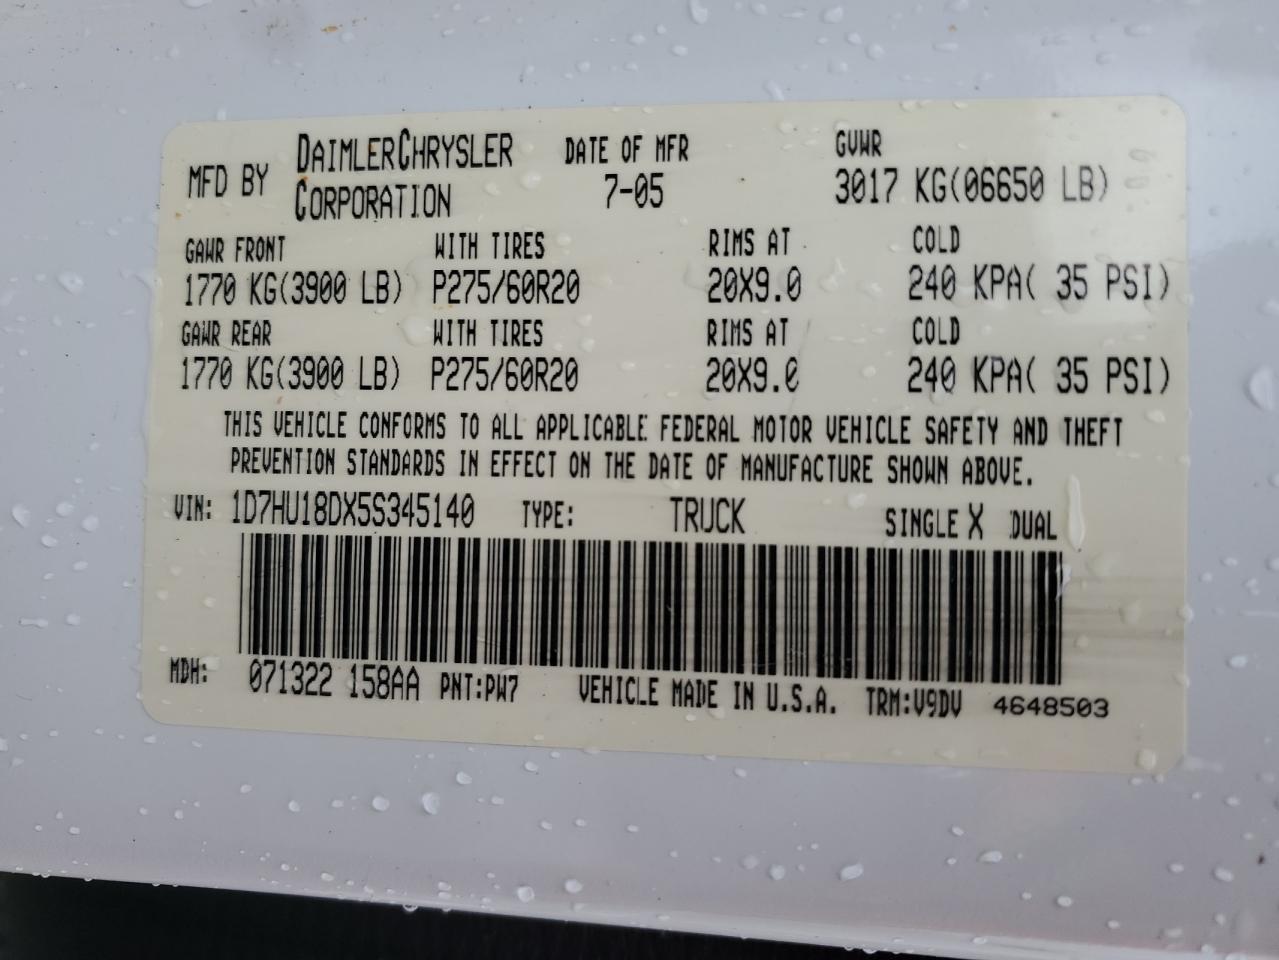 MFD BY DAIMLERCHRYSLER CORPORATION DATE OF MFR 7-05 GVWR 3017 KG(06650 LB)
GAWR FRONT WITH TIRES RIMS AT COLD
1770 KG(3900 LB) P275/60R20 20X9.0 240 KPA( 35 PSI)
GAWR REAR WITH TIRES RIMS AT COLD
1770 KG(3900 LB) P275/60R20 20X9.0 240 KPA( 35 PSI)
THIS VEHICLE CONFORMS TO ALL APPLICABLE FEDERAL MOTOR VEHICLE SAFETY AND THEFT
PREVENTION STANDARDS IN EFFECT ON THE DATE OF MANUFACTURE SHOWN ABOVE.
VIN: 1D7HU18DX5S345140 TYPE: TRUCK SINGLE X DUAL
MDH: 071322 158AA PNT:PW7 VEHICLE MADE IN U.S.A. TRM:V9DV 4648503